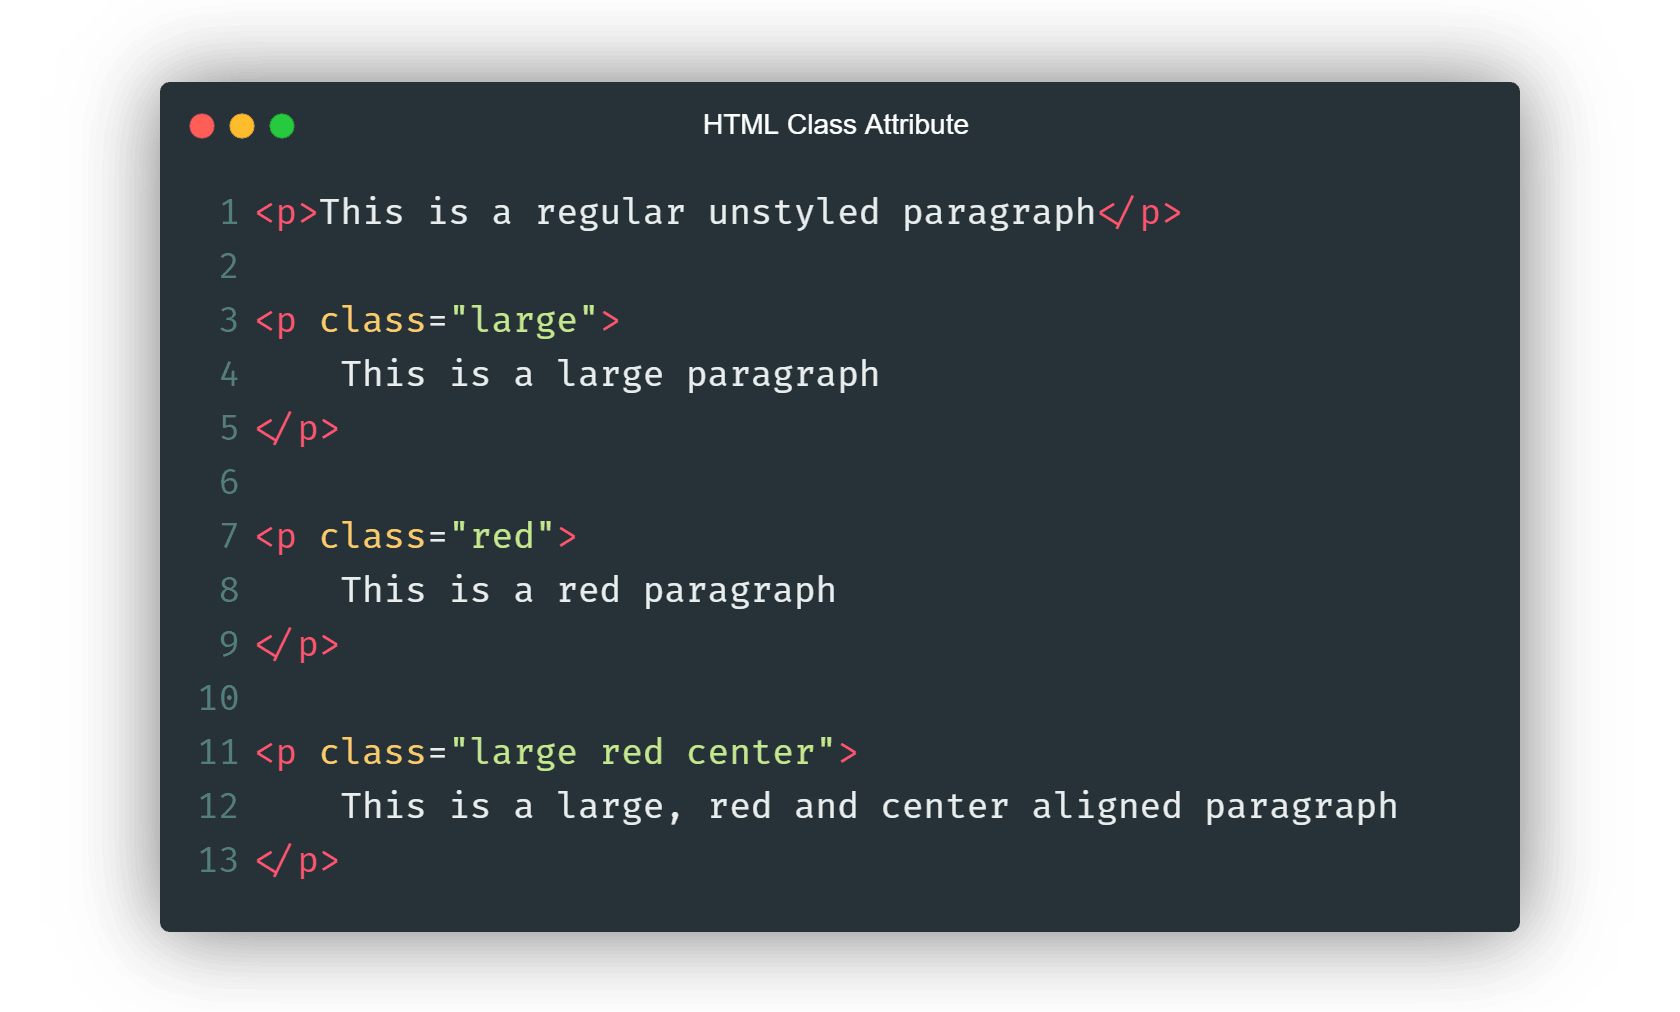 HTML Class Attribute
1 <p>This is a regular unstyled paragraph</p>
2
3 <p class="large">
4     This is a large paragraph
5 </p>
6
7 <p class="red">
8     This is a red paragraph
9 </p>
10
11 <p class="large red center">
12     This is a large, red and center aligned paragraph
13 </p>